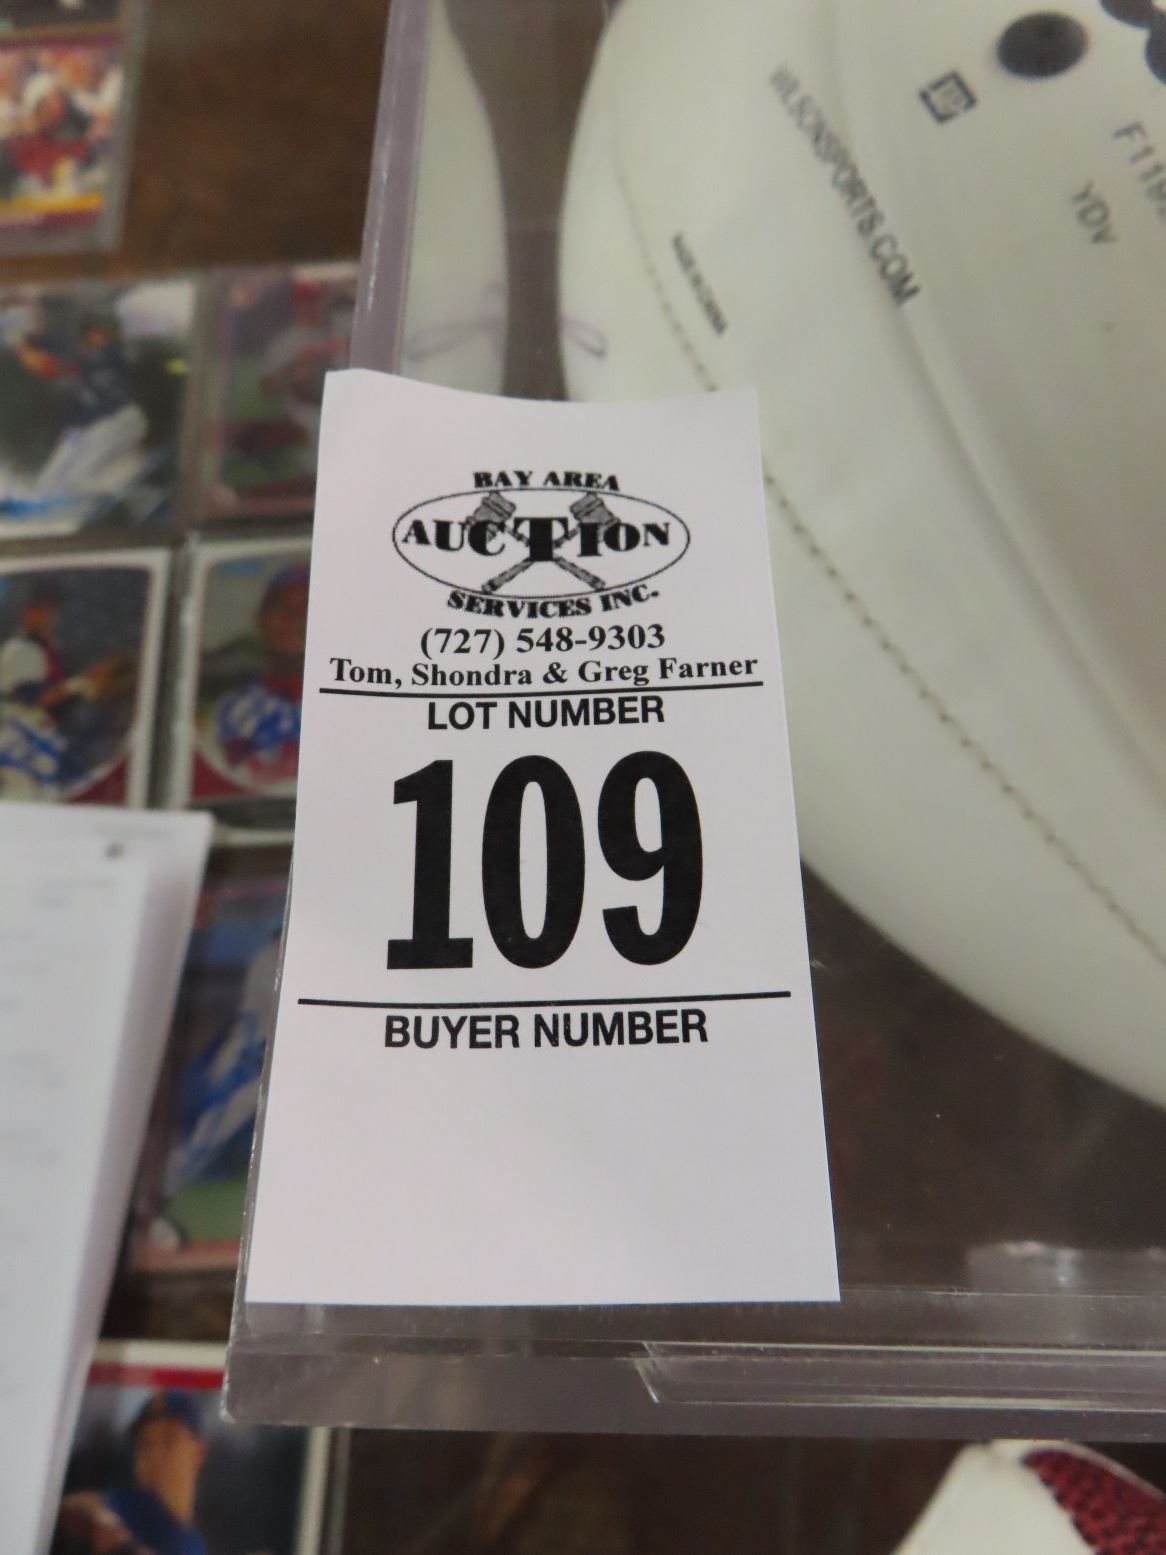 WILSONSPORTS.COM
YDV
BAY AREA
AUCTION
SERVICES INC.
(727) 548-9303
Tom, Shondra & Greg Farner
LOT NUMBER
109
BUYER NUMBER